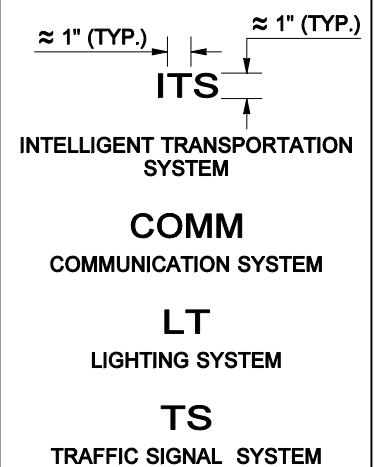 ≈ 1" (TYP.)
≈ 1" (TYP.)
ITS
INTELLIGENT TRANSPORTATION
SYSTEM
COMM
COMMUNICATION SYSTEM
LT
LIGHTING SYSTEM
TS
TRAFFIC SIGNAL SYSTEM